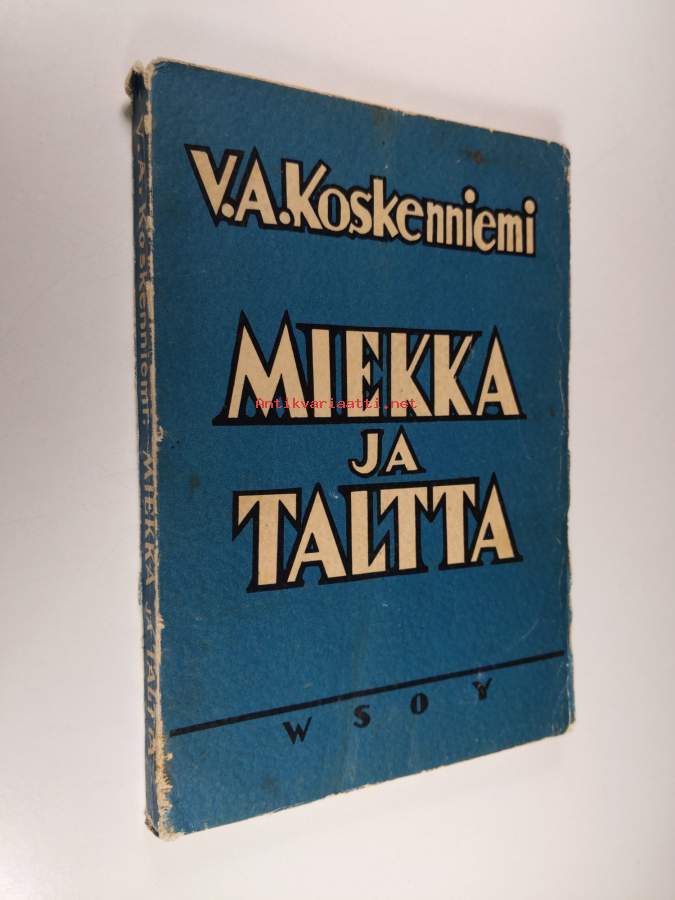 V.A. Koskenniemi
MIEKKA
JA
TALTTA
WSOY
V.A. Koskenniemi: MIEKKA JA TALTTA
Antikvariaatti.net